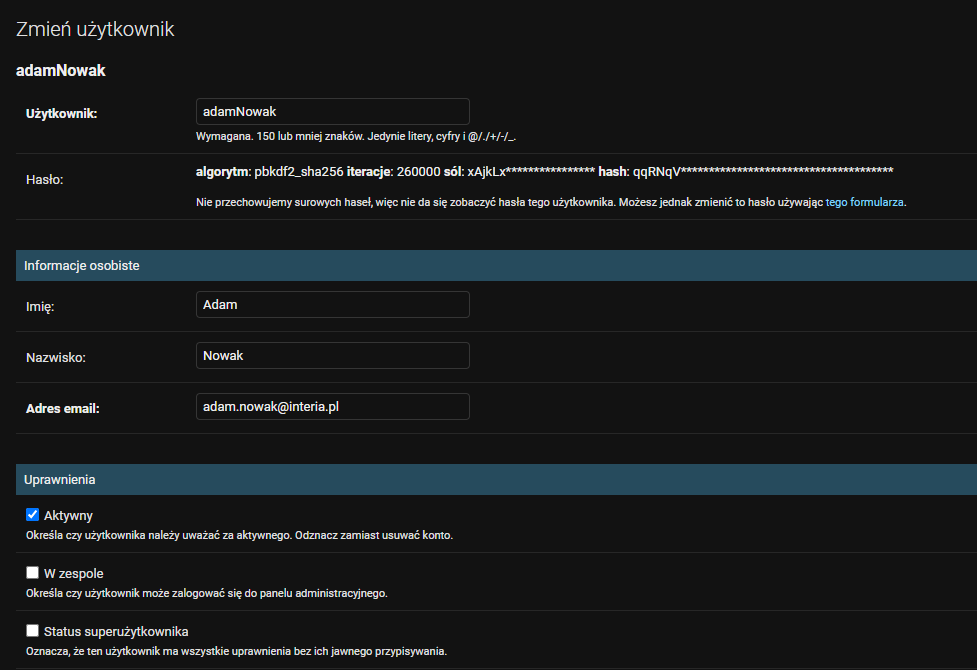 Zmień użytkownik
adamNowak
Użytkownik: adamNowak
Wymagana. 150 lub mniej znaków. Jedynie litery, cyfry i @/./+/-/_.
Hasło: algorytm: pbkdf2_sha256 iteracje: 260000 sól: xAjkLx**************** hash: qqRNqV**************************************
Nie przechowujemy surowych haseł, więc nie da się zobaczyć hasła tego użytkownika. Możesz jednak zmienić to hasło używając tego formularza.
Informacje osobiste
Imię: Adam
Nazwisko: Nowak
Adres email: adam.nowak@interia.pl
Uprawnienia
Aktywny
Określa czy użytkownika należy uważać za aktywnego. Odznacz zamiast usuwać konto.
W zespole
Określa czy użytkownik może zalogować się do panelu administracyjnego.
Status superużytkownika
Oznacza, że ten użytkownik ma wszystkie uprawnienia bez ich jawnego przypisywania.